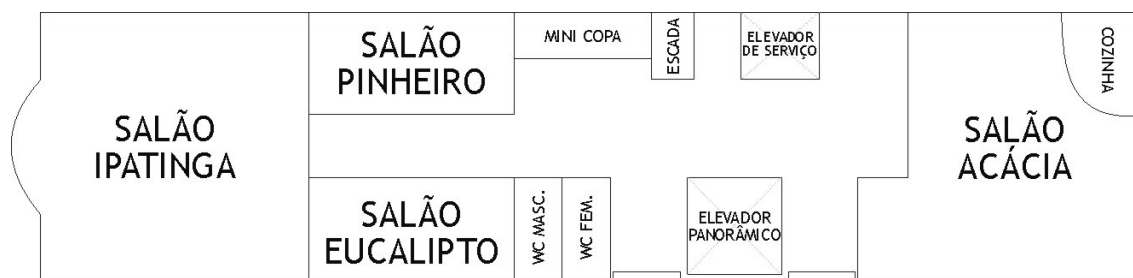 SALÃO
IPATINGA
SALÃO
PINHEIRO
MINI COPA
ESCADA
ELEVADOR
DE SERVIÇO
COZINHA
SALÃO
ACÁCIA
SALÃO
EUCALIPTO
WC MASC.
WC FEM.
ELEVADOR
PANORÂMICO